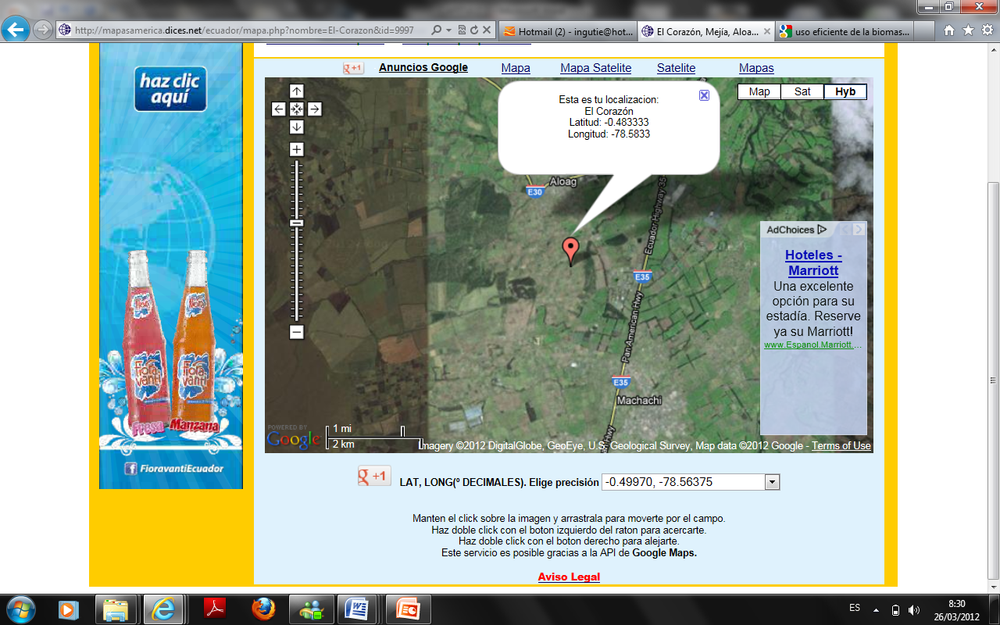 http://mapasamerica.dices.net/ecuador/mapa.php?nombre=El-Corazon&id=9997
Hotmail (2) - ingutie@hot...
El Corazón, Mejía, Aloa...
uso eficiente de la biomas...
haz clic
aquí
Fiora
vanti
Fiora
vanti
Fresa
Manzana
FioravantiEcuador
+1
Anuncios Google
Mapa
Mapa Satelite
Satelite
Mapas
Esta es tu localizacion:
El Corazón
Latitud: -0.483333
Longitud: -78.5833
Map
Sat
Hyb
Aloag
E30
Ecuador Highway 35
E35
Pan American Hwy
E35
Machachi
Hwy
AdChoices
Hoteles -
Marriott
Una excelente
opción para su
estadía. Reserve
ya su Marriott!
www.Espanol.Marriott....
POWERED BY
Google
1 mi
2 km
Imagery ©2012 DigitalGlobe, GeoEye, U.S. Geological Survey, Map data ©2012 Google - Terms of Use
+1
LAT, LONG(º DECIMALES). Elige precisión -0.49970, -78.56375
Manten el click sobre la imagen y arrastrala para moverte por el campo.
Haz doble click con el boton izquierdo del raton para acercarte.
Haz doble click con el boton derecho para alejarte.
Este servicio es posible gracias a la API de Google Maps.
Aviso Legal
ES
8:30
26/03/2012